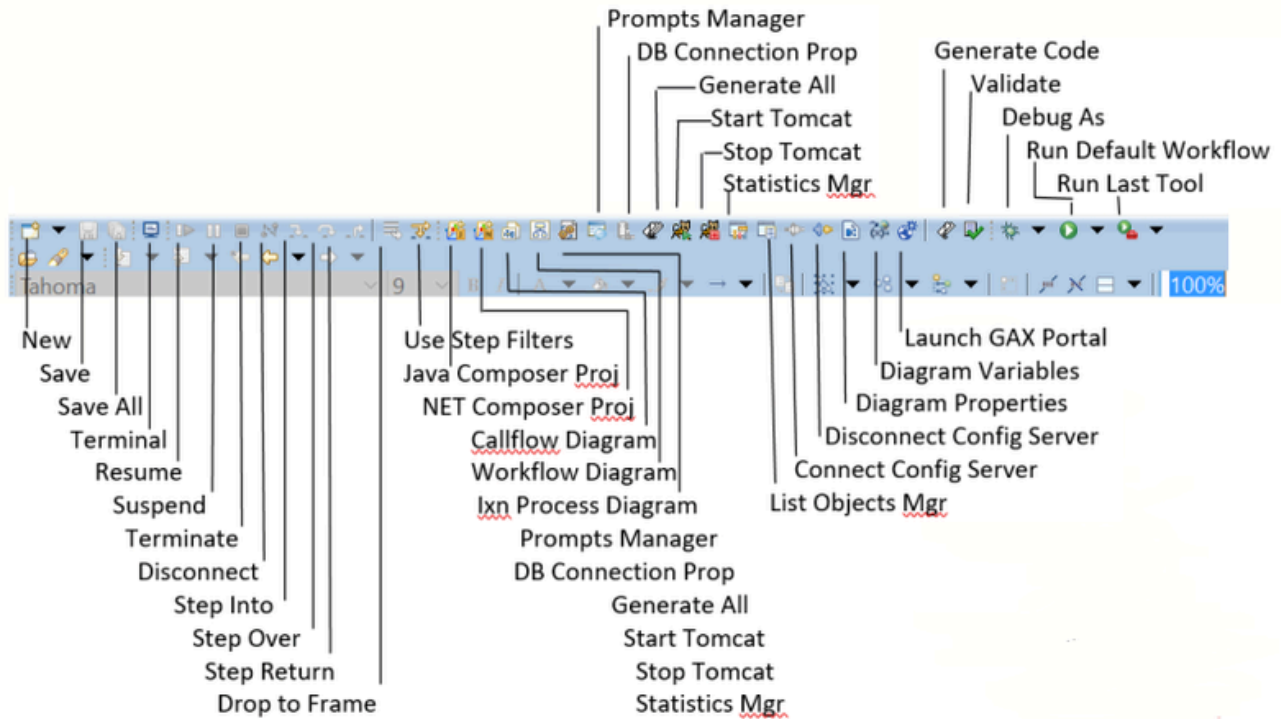 Prompts Manager
DB Connection Prop
Generate All
Start Tomcat
Stop Tomcat
Statistics Mgr
Generate Code
Validate
Debug As
Run Default Workflow
Run Last Tool
Tahoma
9
B
I
A
100%
New
Save
Save All
Terminal
Resume
Suspend
Terminate
Disconnect
Step Into
Step Over
Step Return
Drop to Frame
Use Step Filters
Java Composer Proj
NET Composer Proj
Callflow Diagram
Workflow Diagram
Ixn Process Diagram
Prompts Manager
DB Connection Prop
Generate All
Start Tomcat
Stop Tomcat
Statistics Mgr
Launch GAX Portal
Diagram Variables
Diagram Properties
Disconnect Config Server
Connect Config Server
List Objects Mgr